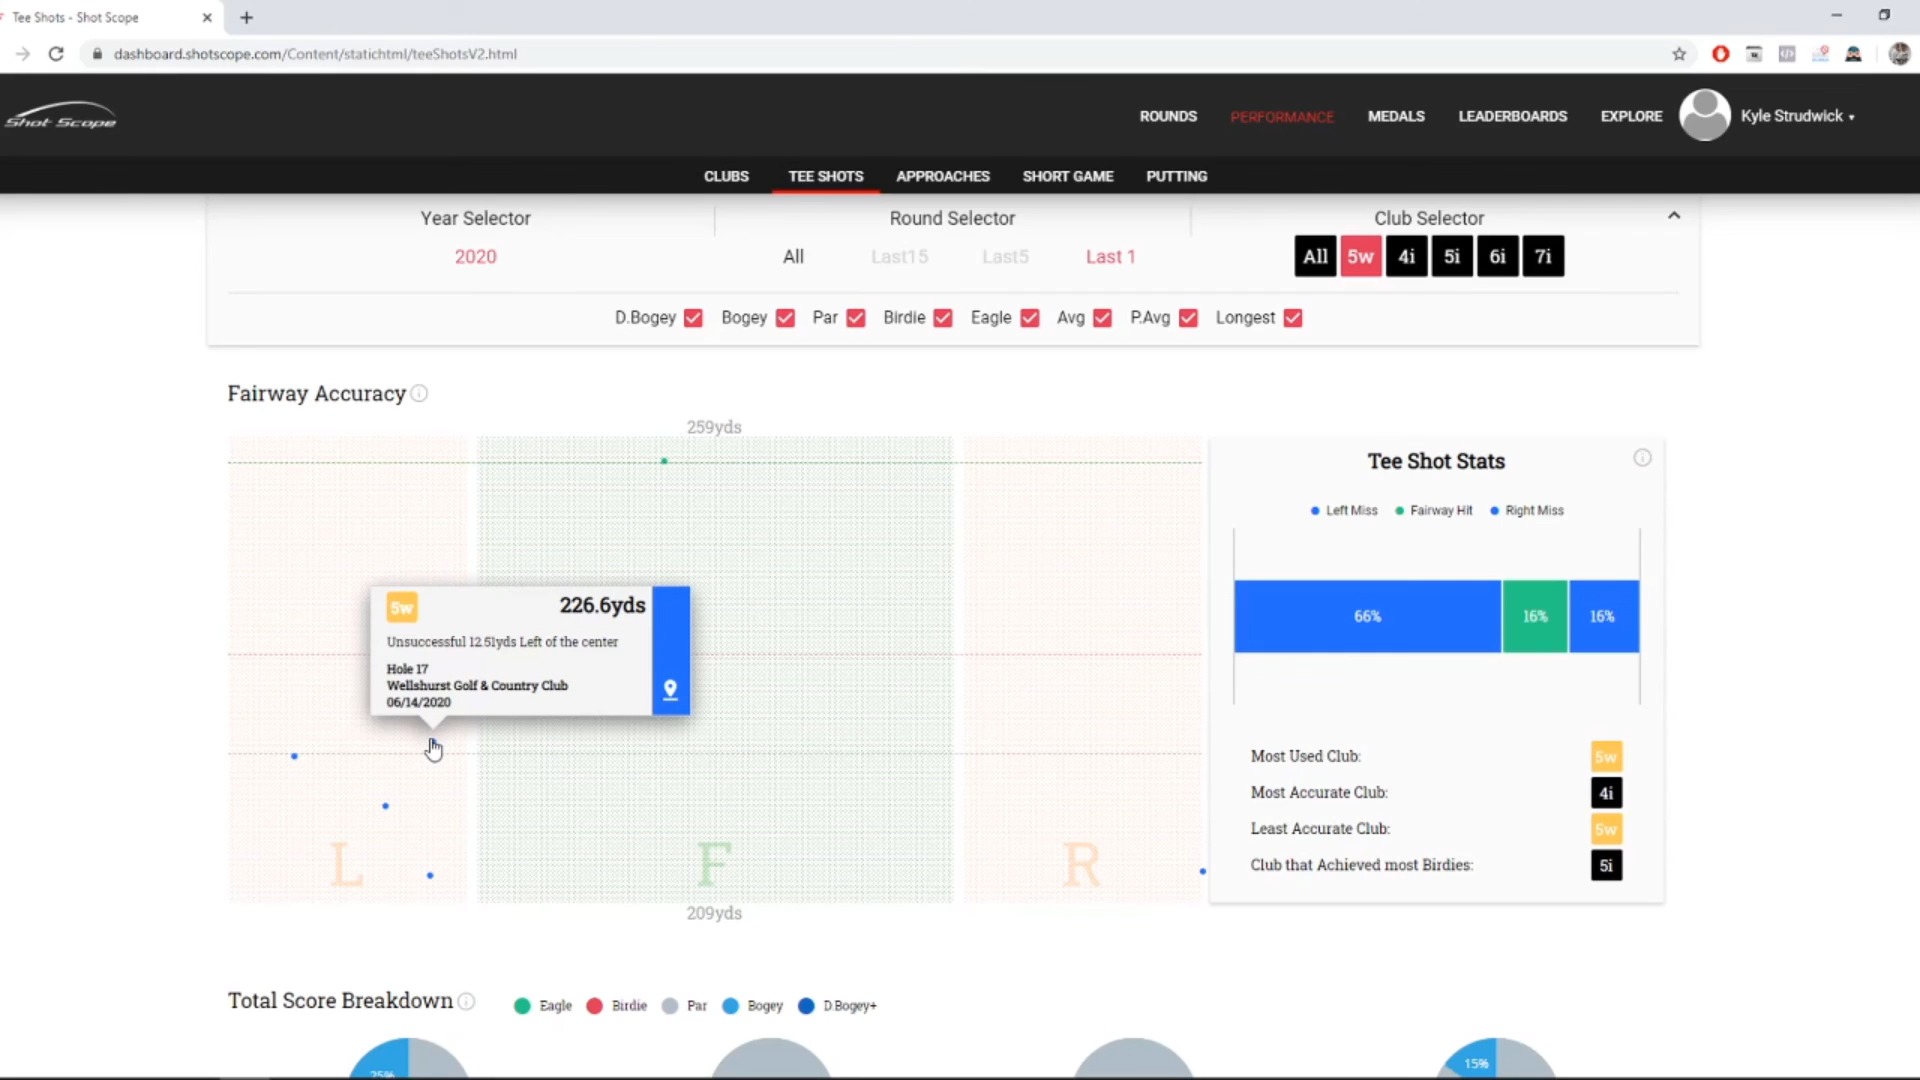 Tee Shots - Shot Scope
dashboard.shotscope.com/Content/statichtml/teeShotsV2.html
Shot Scope
ROUNDS PERFORMANCE MEDALS LEADERBOARDS EXPLORE Kyle Strudwick
CLUBS TEE SHOTS APPROACHES SHORT GAME PUTTING
Year Selector Round Selector Club Selector
2020 All Last15 Last5 Last 1 All 5w 4i 5i 6i 7i
D.Bogey Bogey Par Birdie Eagle Avg P.Avg Longest
Fairway Accuracy
259yds
Tee Shot Stats
Left Miss Fairway Hit Right Miss
5w 226.6yds
Unsuccessful 12.51yds Left of the center
Hole 17
Wellshurst Golf & Country Club
06/14/2020
66% 16% 16%
Most Used Club: 5w
Most Accurate Club: 4i
Least Accurate Club: 5w
Club that Achieved most Birdies: 5i
L F R
209yds
Total Score Breakdown Eagle Birdie Par Bogey D.Bogey+
25% 15%